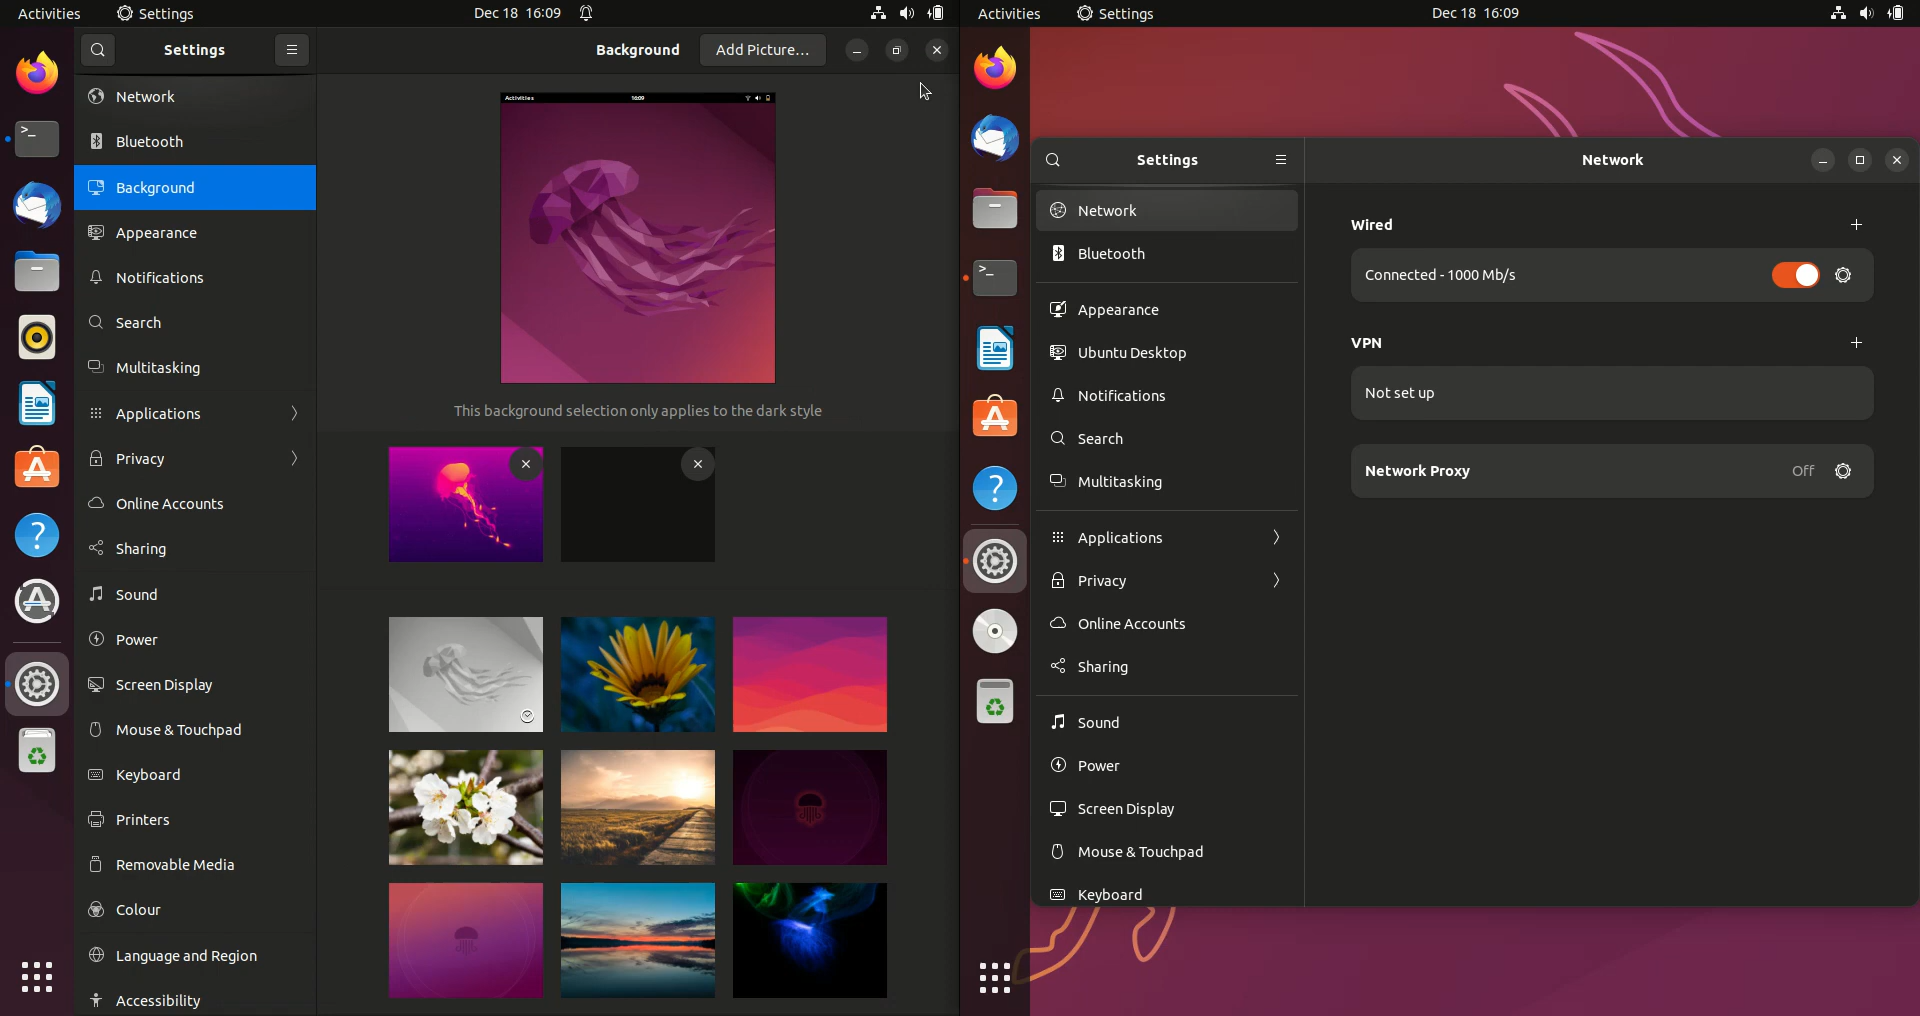 Activities
Settings
Dec 18 16:09
Settings
Background
Add Picture...
Network
Bluetooth
Background
Appearance
Notifications
Search
Multitasking
Applications
Privacy
Online Accounts
Sharing
Sound
Power
Screen Display
Mouse & Touchpad
Keyboard
Printers
Removable Media
Colour
Language and Region
Accessibility
Activities
16:09
This background selection only applies to the dark style
Activities
Settings
Dec 18 16:09
Settings
Network
Network
Bluetooth
Appearance
Ubuntu Desktop
Notifications
Search
Multitasking
Applications
Privacy
Online Accounts
Sharing
Sound
Power
Screen Display
Mouse & Touchpad
Keyboard
Wired
Connected - 1000 Mb/s
VPN
Not set up
Network Proxy
Off